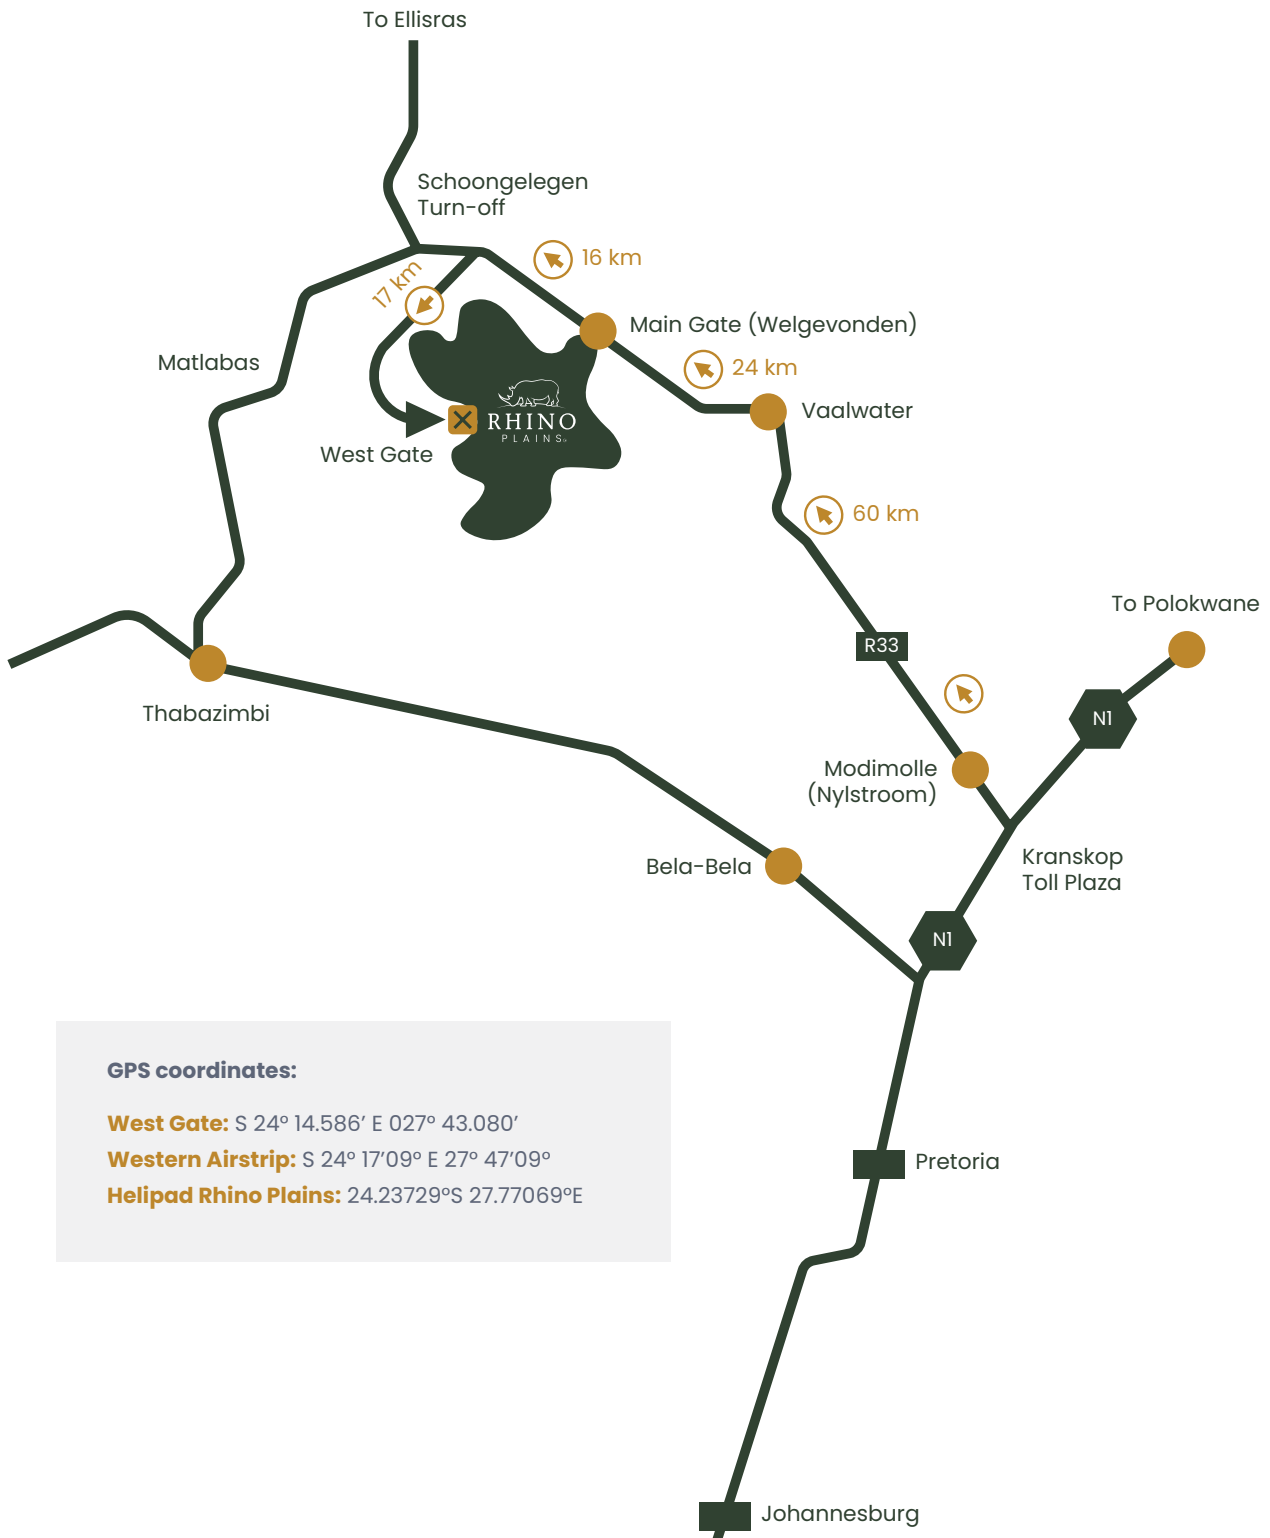 To Ellisras
Schoongelegen
Turn-off
16 km
17 km
Main Gate (Welgevonden)
Matlabas
24 km
Vaalwater
RHINO
PLAINS
West Gate
60 km
To Polokwane
R33
Thabazimbi
N1
Modimolle
(Nylstroom)
Kranskop
Toll Plaza
Bela-Bela
N1
GPS coordinates:
West Gate: S 24° 14.586’ E 027° 43.080’
Western Airstrip: S 24° 17’09° E 27° 47’09°
Helipad Rhino Plains: 24.23729°S 27.77069°E
Pretoria
Johannesburg